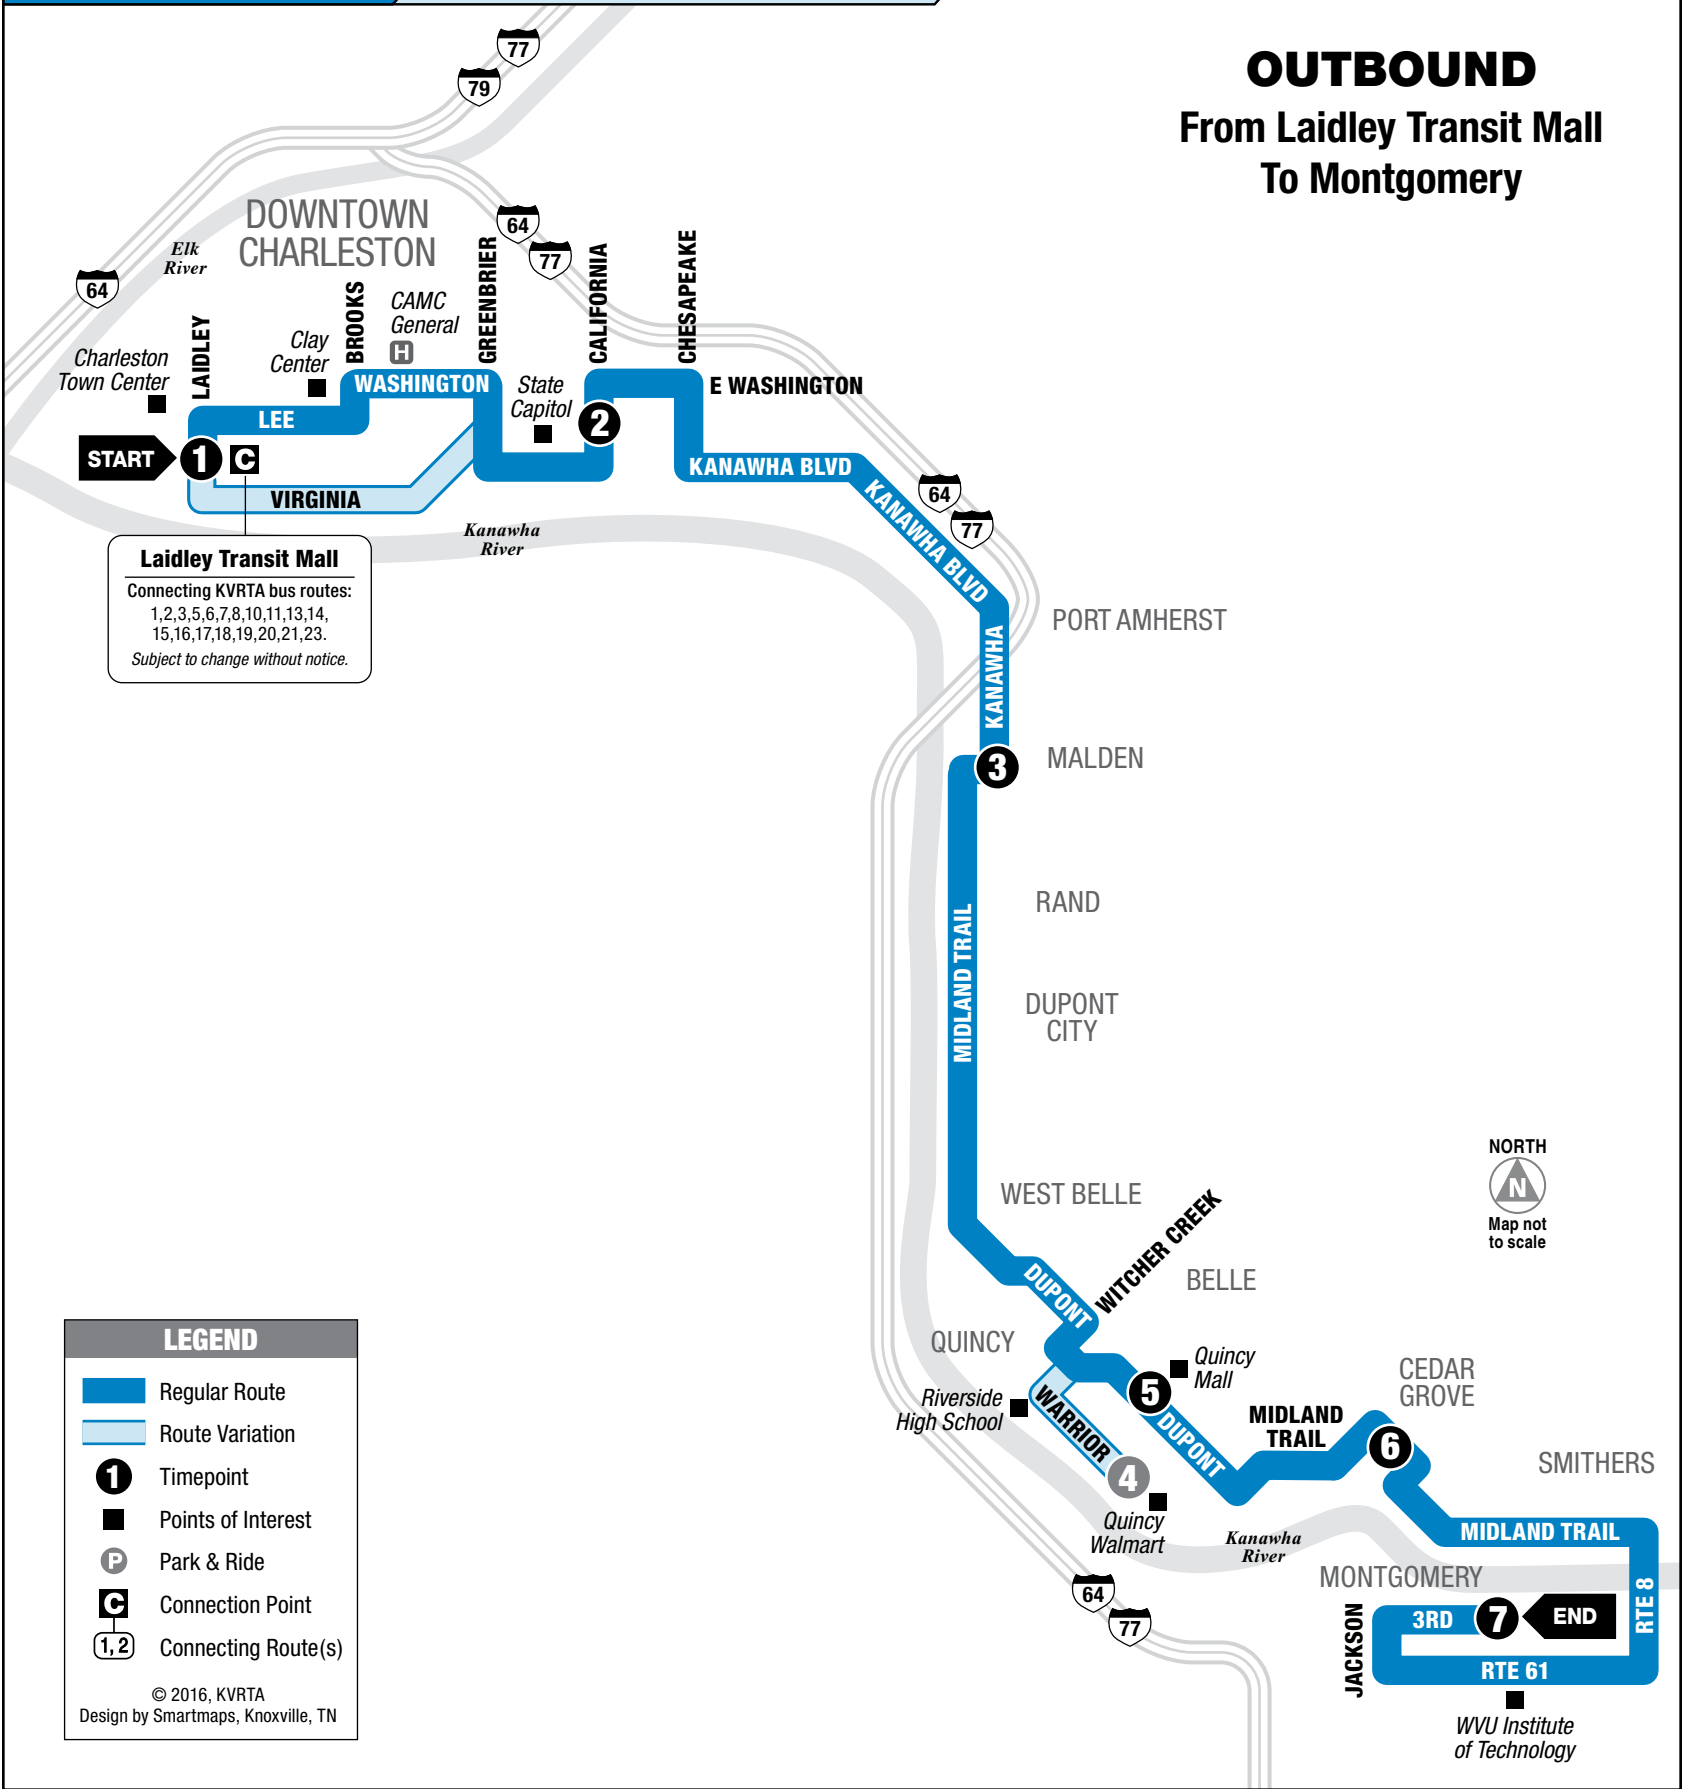 OUTBOUND
From Laidley Transit Mall
To Montgomery
77
79
64
77
64
DOWNTOWN
CHARLESTON
Elk
River
LAIDLEY
BROOKS
GREENBRIER
CALIFORNIA
CHESAPEAKE
CAMC
General
H
Clay
Center
Charleston
Town Center
State
Capitol
WASHINGTON
E WASHINGTON
LEE
START
1
C
2
VIRGINIA
KANAWHA BLVD
KANAWHA BLVD
64
77
Kanawha
River
Laidley Transit Mall
Connecting KVRTA bus routes:
1,2,3,5,6,7,8,10,11,13,14,
15,16,17,18,19,20,21,23.
Subject to change without notice.
PORT AMHERST
KANAWHA
3
MALDEN
RAND
MIDLAND TRAIL
DUPONT
CITY
WEST BELLE
WITCHER CREEK
BELLE
DUPONT
QUINCY
Quincy
Mall
5
Riverside
High School
WARRIOR
4
DUPONT
Quincy
Walmart
MIDLAND
TRAIL
CEDAR
GROVE
6
SMITHERS
Kanawha
River
MIDLAND TRAIL
RTE 8
MONTGOMERY
JACKSON
3RD
7
END
RTE 61
WVU Institute
of Technology
64
77
NORTH
N
Map not
to scale
LEGEND
Regular Route
Route Variation
1 Timepoint
Points of Interest
P Park & Ride
C Connection Point
1, 2 Connecting Route(s)
© 2016, KVRTA
Design by Smartmaps, Knoxville, TN